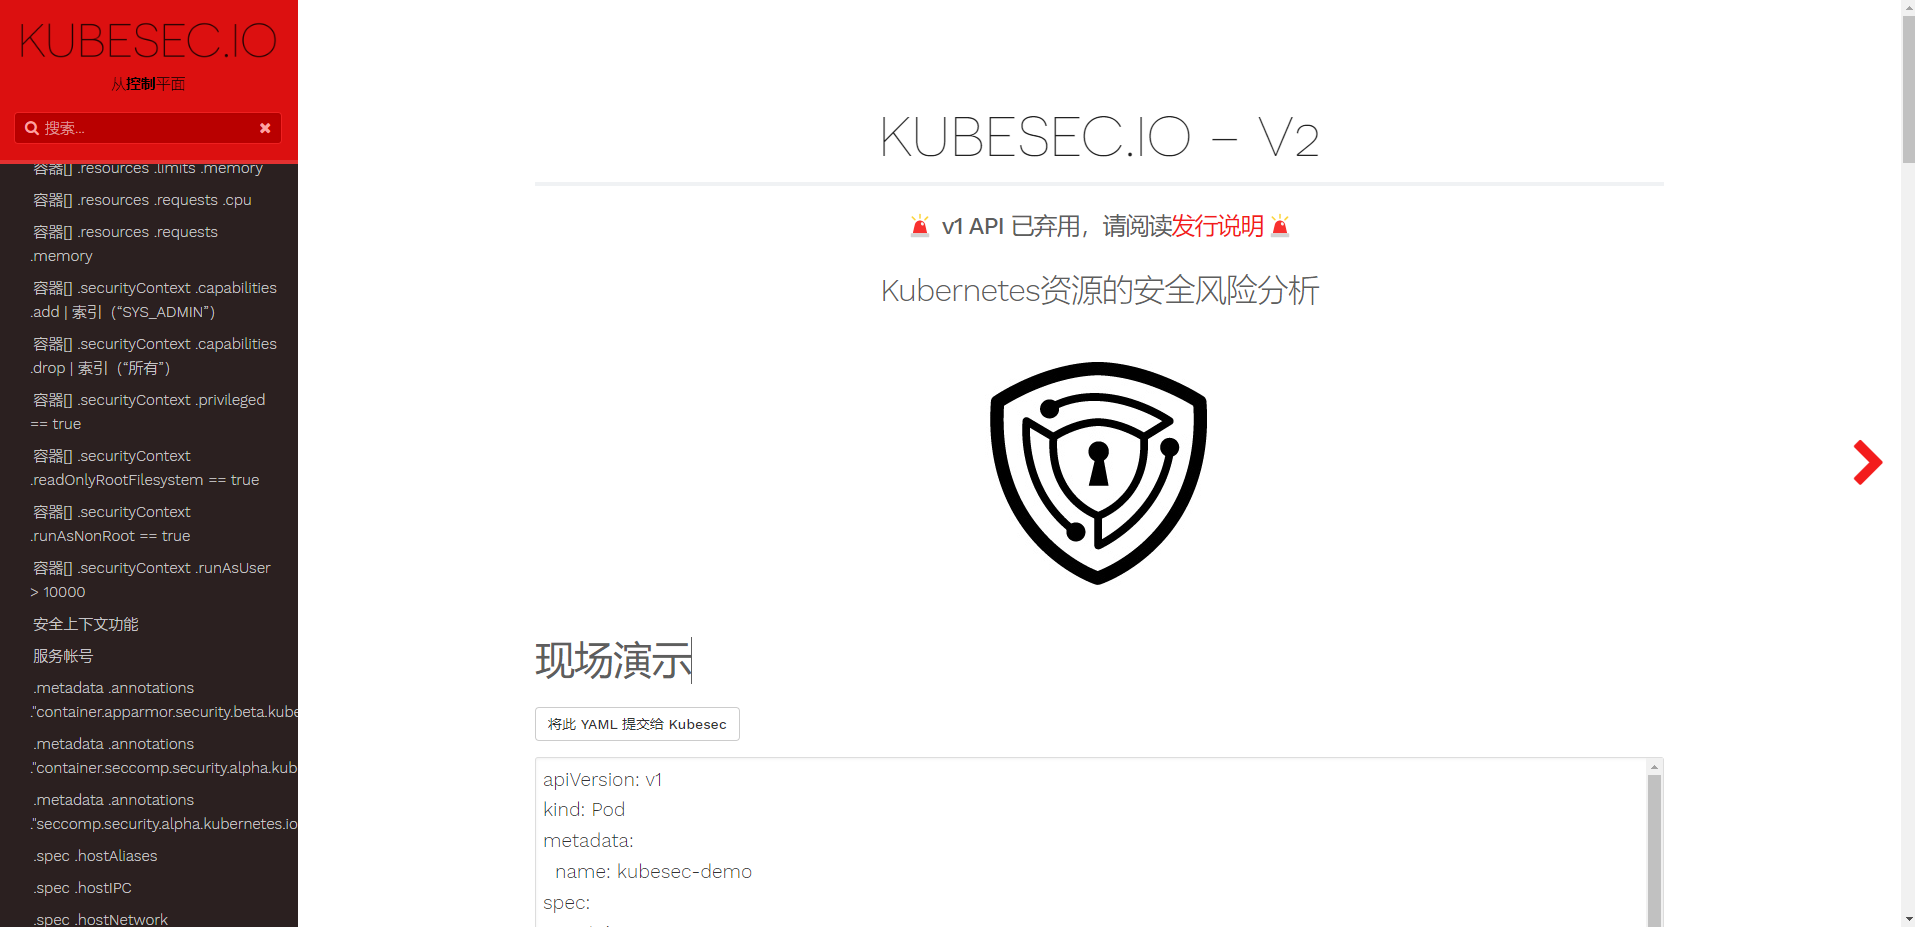 KUBESEC.IO
从控制平面
搜索...
容器[] .resources .limits .memory
容器[] .resources .requests .cpu
容器[] .resources .requests
.memory
容器[] .securityContext .capabilities
.add | 索引（“SYS_ADMIN”）
容器[] .securityContext .capabilities
.drop | 索引（“所有”）
容器[] .securityContext .privileged
== true
容器[] .securityContext
.readOnlyRootFilesystem == true
容器[] .securityContext
.runAsNonRoot == true
容器[] .securityContext .runAsUser
> 10000
安全上下文功能
服务帐号
.metadata .annotations
."container.apparmor.security.beta.kube
.metadata .annotations
."container.seccomp.security.alpha.kub
.metadata .annotations
."seccomp.security.alpha.kubernetes.io
.spec .hostAliases
.spec .hostIPC
.spec .hostNetwork
KUBESEC.IO – V2
v1 API 已弃用，请阅读发行说明
Kubernetes资源的安全风险分析
现场演示
将此 YAML 提交给 Kubesec
apiVersion: v1
kind: Pod
metadata:
name: kubesec-demo
spec: